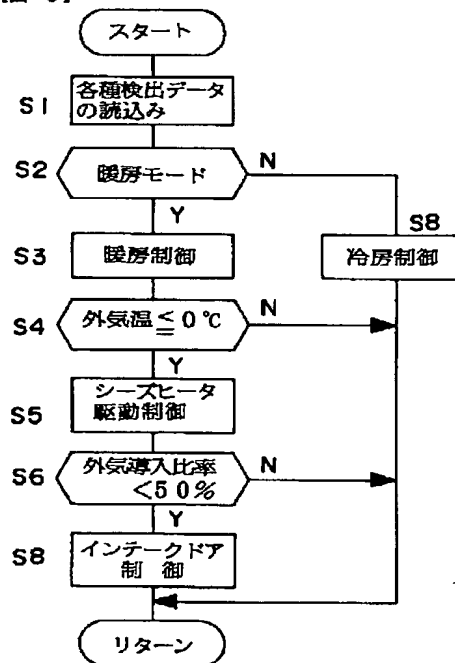 スタート
S1
各種検出データ
の読込み
S2
暖房モード
N
Y
S8
S3
暖房制御
冷房制御
S4
外気温≦0℃
N
Y
S5
シーズヒータ
駆動制御
S6
外気導入比率
<50%
N
Y
S8
インテークドア
制 御
リターン